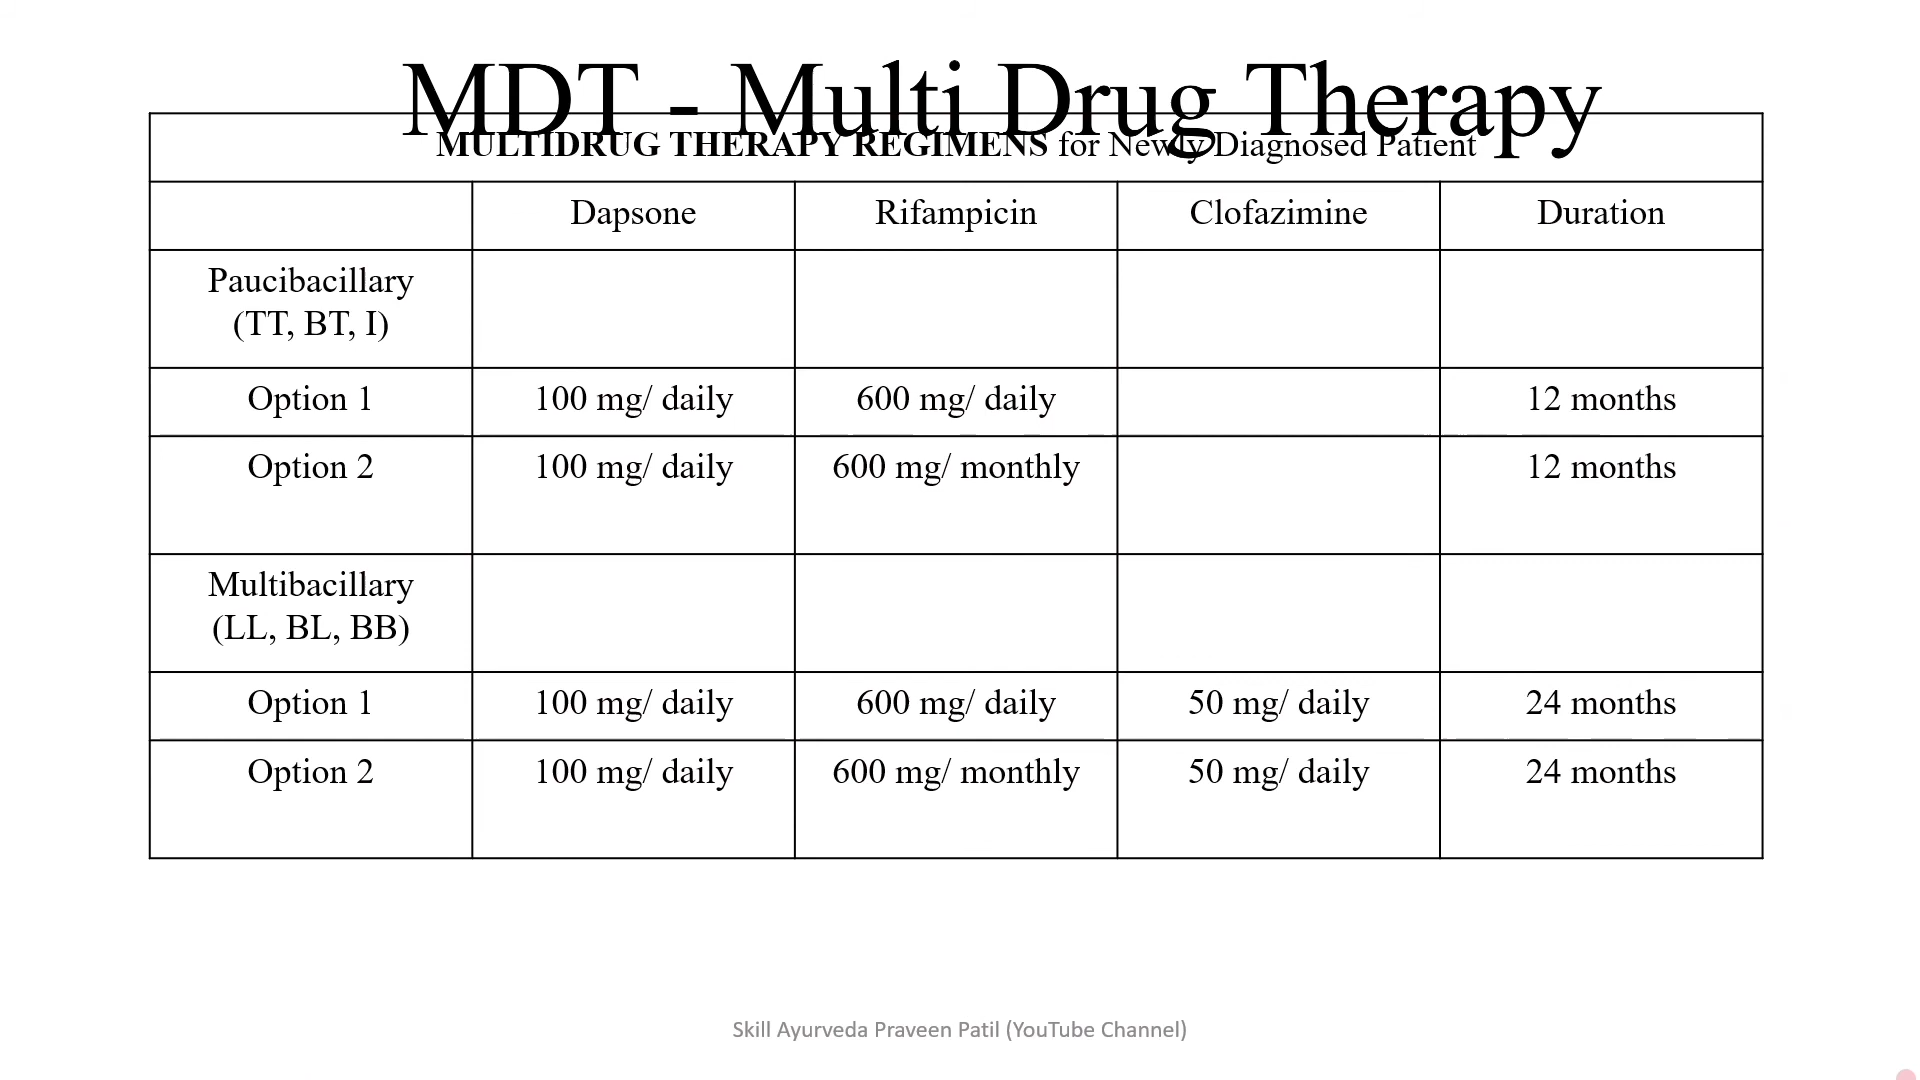 MDT - Multi Drug Therapy
MULTIDRUG THERAPY REGIMENS for Newly Diagnosed Patient
Dapsone Rifampicin Clofazimine Duration
Paucibacillary
(TT, BT, I)
Option 1 100 mg/ daily 600 mg/ daily 12 months
Option 2 100 mg/ daily 600 mg/ monthly 12 months
Multibacillary
(LL, BL, BB)
Option 1 100 mg/ daily 600 mg/ daily 50 mg/ daily 24 months
Option 2 100 mg/ daily 600 mg/ monthly 50 mg/ daily 24 months
Skill Ayurveda Praveen Patil (YouTube Channel)